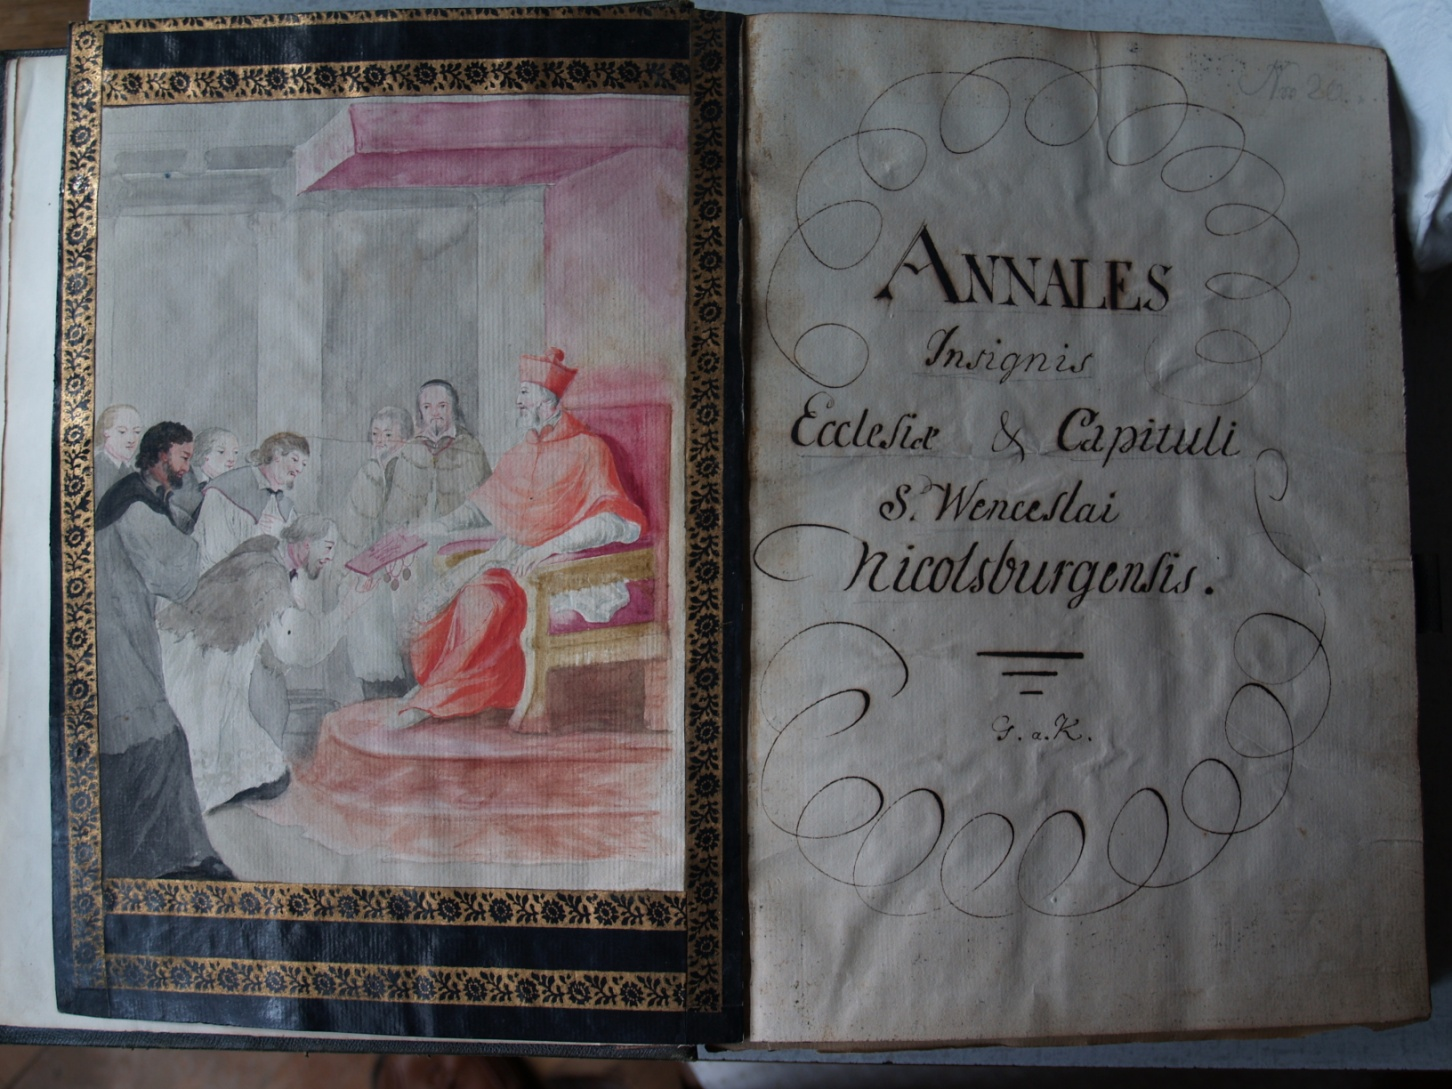 No 20.
ANNALES
Insignis
Ecclesiæ & Capituli
S. Wenceslai
Nicolsburgensis.
G. a. K.